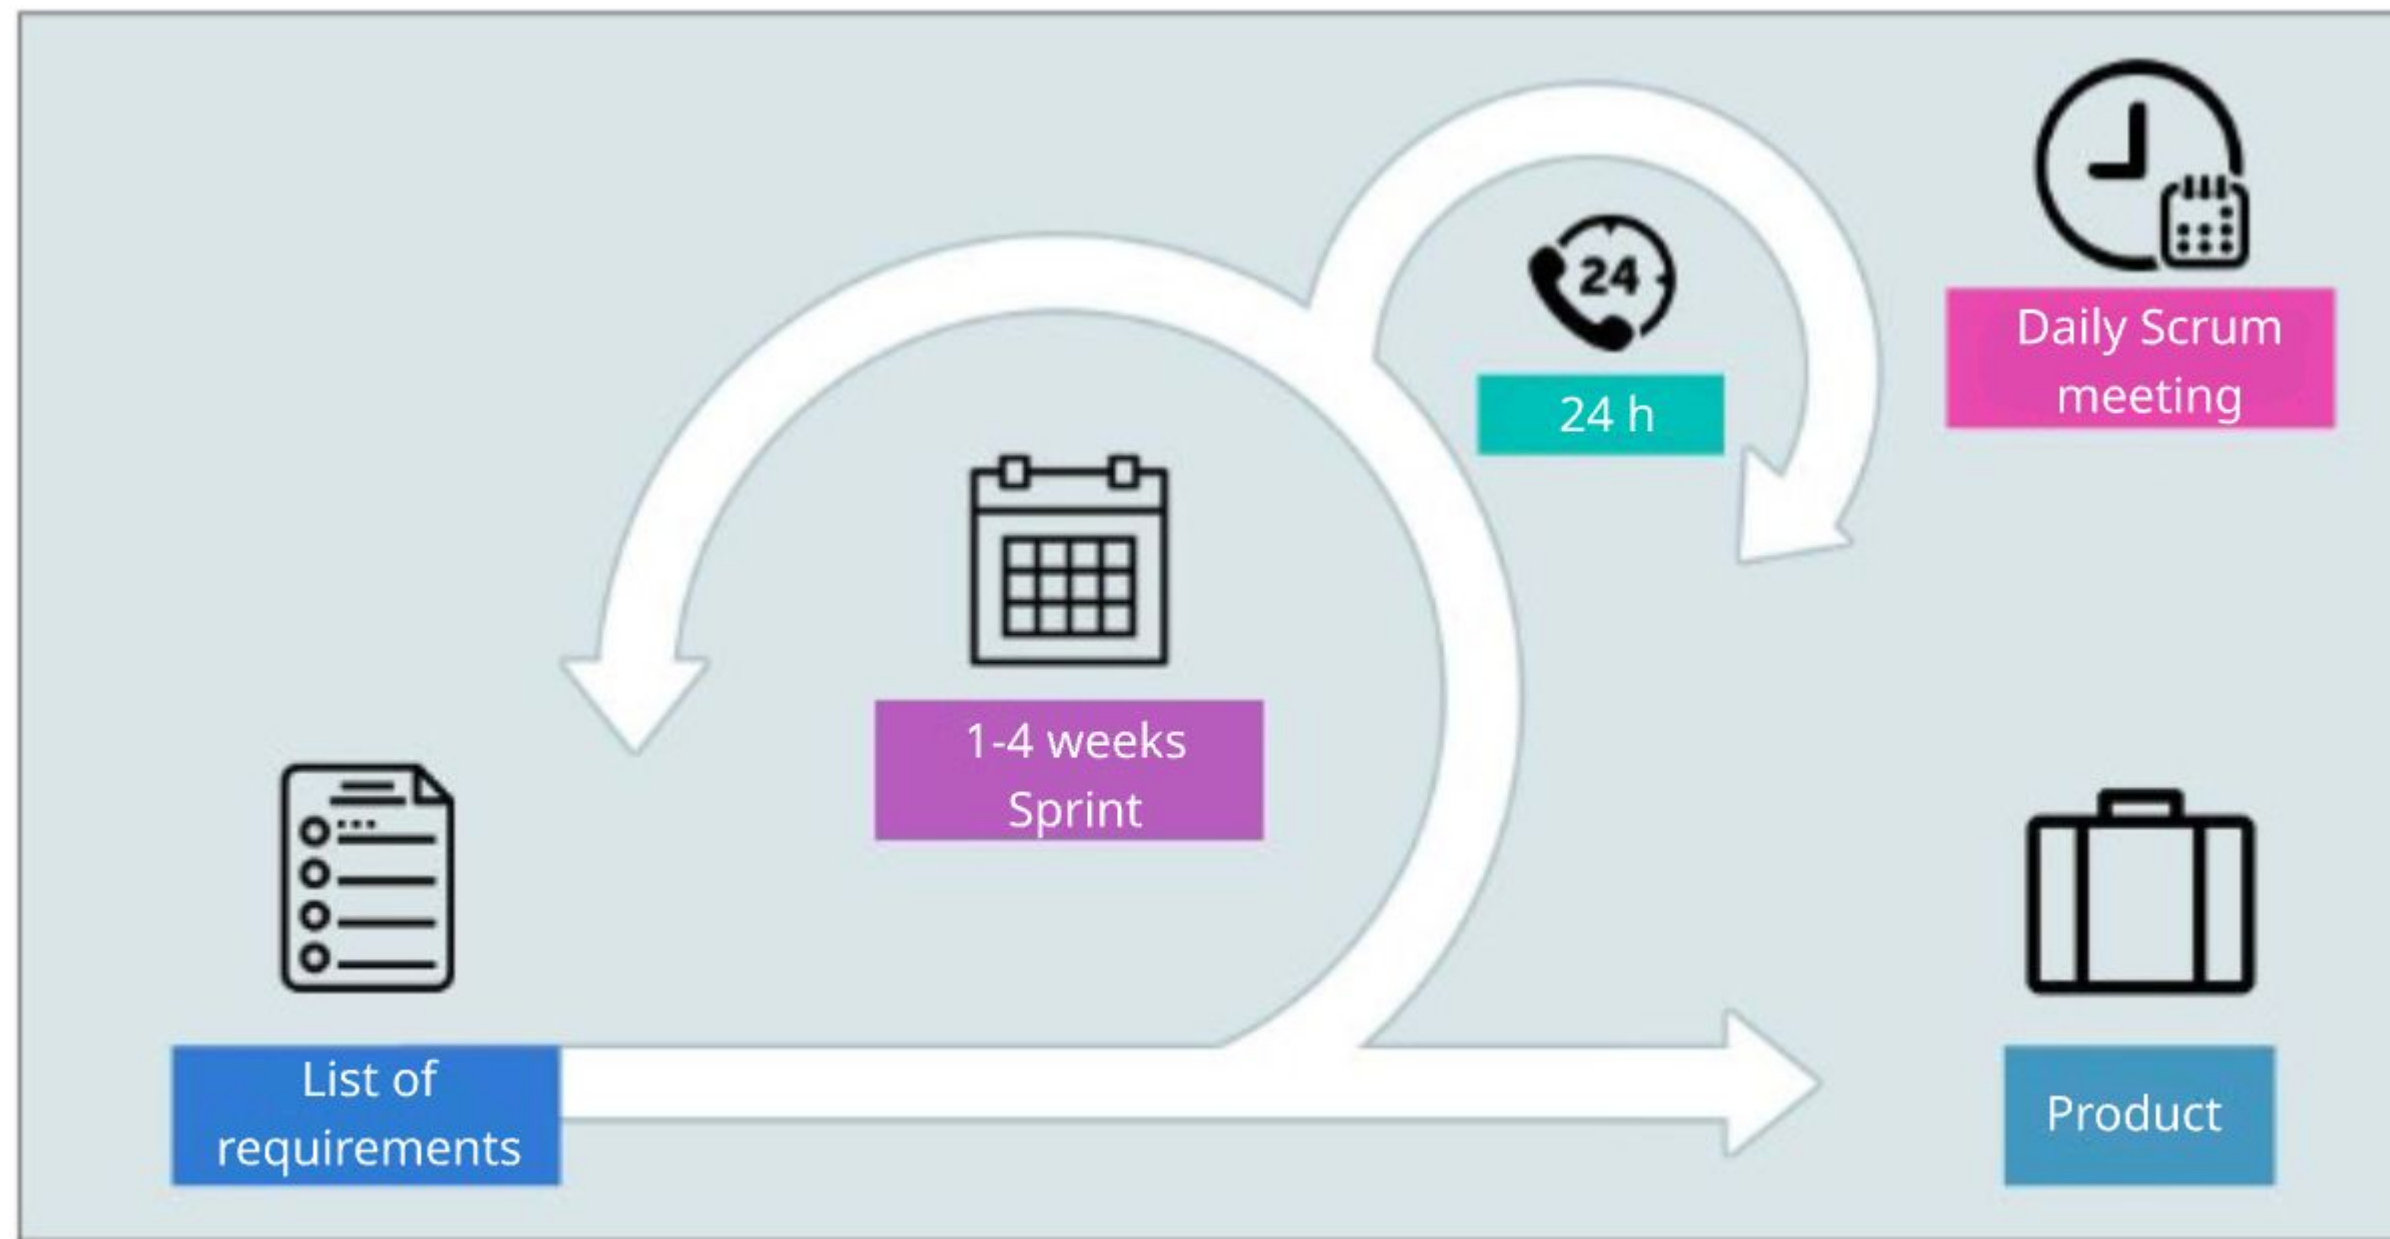 24
24 h
Daily Scrum
meeting
1-4 weeks
Sprint
List of
requirements
Product